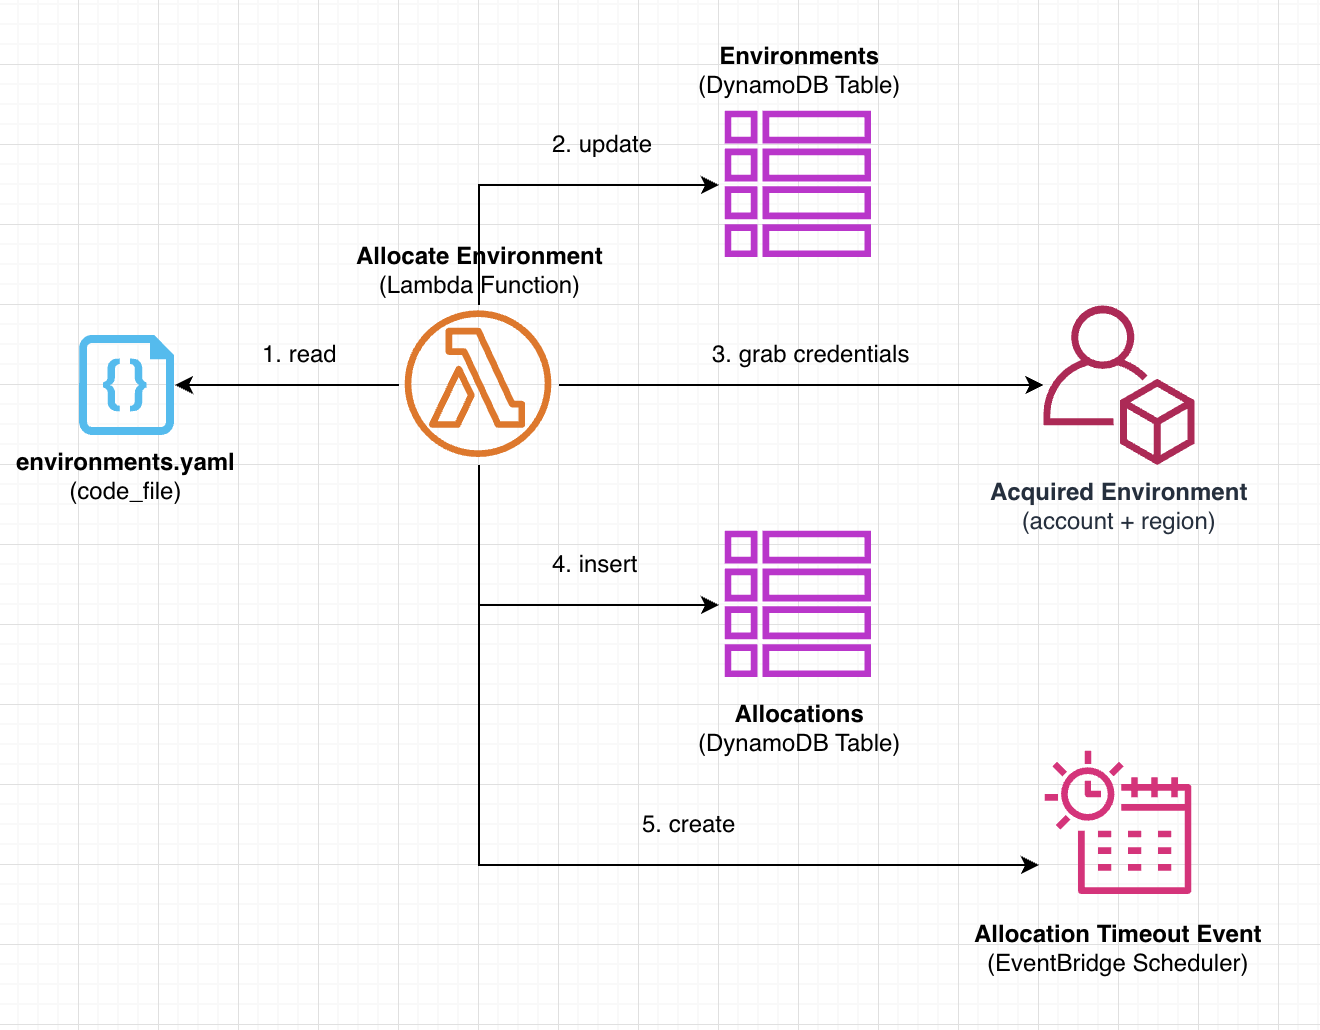 Environments
(DynamoDB Table)
2. update
Allocate Environment
(Lambda Function)
1. read
3. grab credentials
{}
environments.yaml
(code_file)
Acquired Environment
(account + region)
4. insert
Allocations
(DynamoDB Table)
5. create
Allocation Timeout Event
(EventBridge Scheduler)